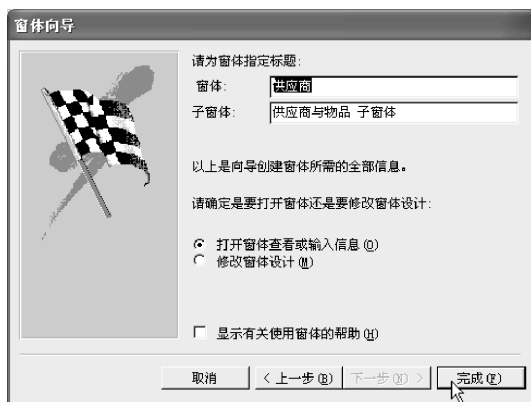 窗体向导
请为窗体指定标题:
窗体: 供应商
子窗体: 供应商与物品 子窗体
以上是向导创建窗体所需的全部信息。
请确定是要打开窗体还是要修改窗体设计:
打开窗体查看或输入信息(O)
修改窗体设计(M)
显示有关使用窗体的帮助(H)
取消 < 上一步(B) 下一步(N) > 完成(F)